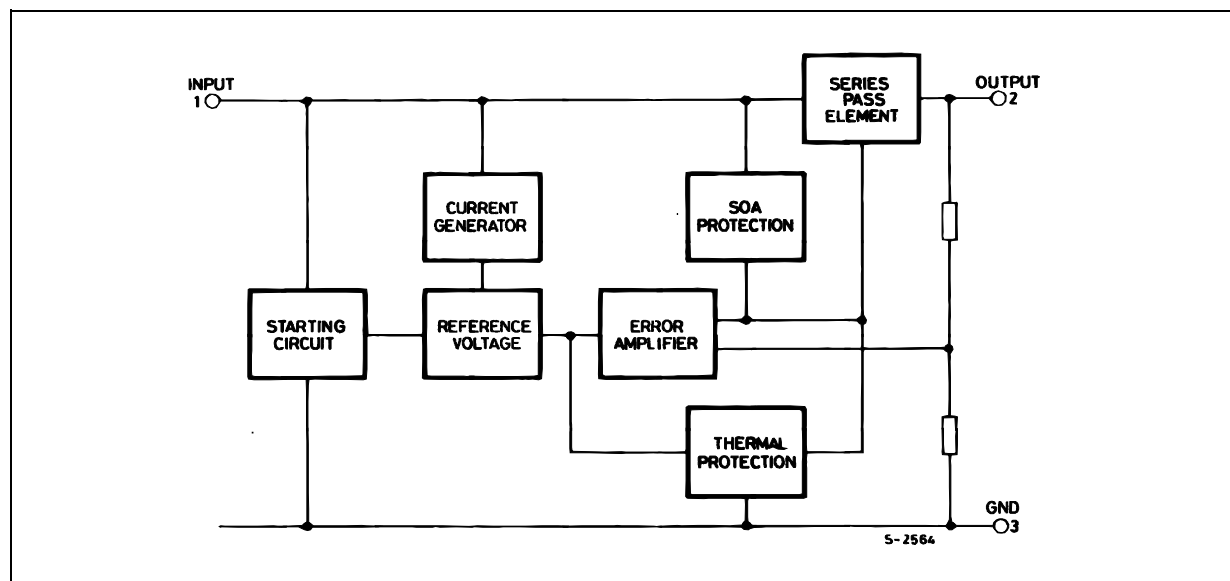 INPUT
1
SERIES
PASS
ELEMENT
OUTPUT
2
CURRENT
GENERATOR
SOA
PROTECTION
STARTING
CIRCUIT
REFERENCE
VOLTAGE
ERROR
AMPLIFIER
THERMAL
PROTECTION
GND
3
S-2564